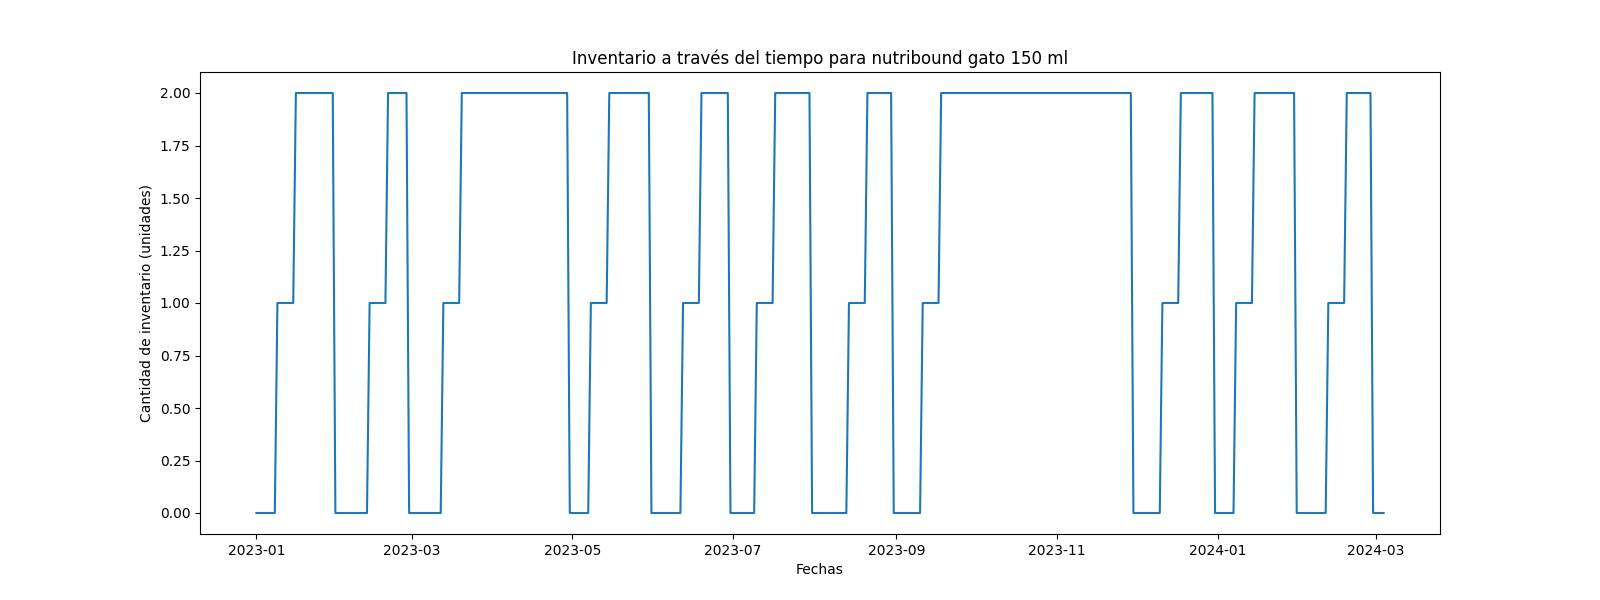 Inventario a través del tiempo para nutribound gato 150 ml
Cantidad de inventario (unidades)
2.00
1.75
1.50
1.25
1.00
0.75
0.50
0.25
0.00
2023-01 2023-03 2023-05 2023-07 2023-09 2023-11 2024-01 2024-03
Fechas